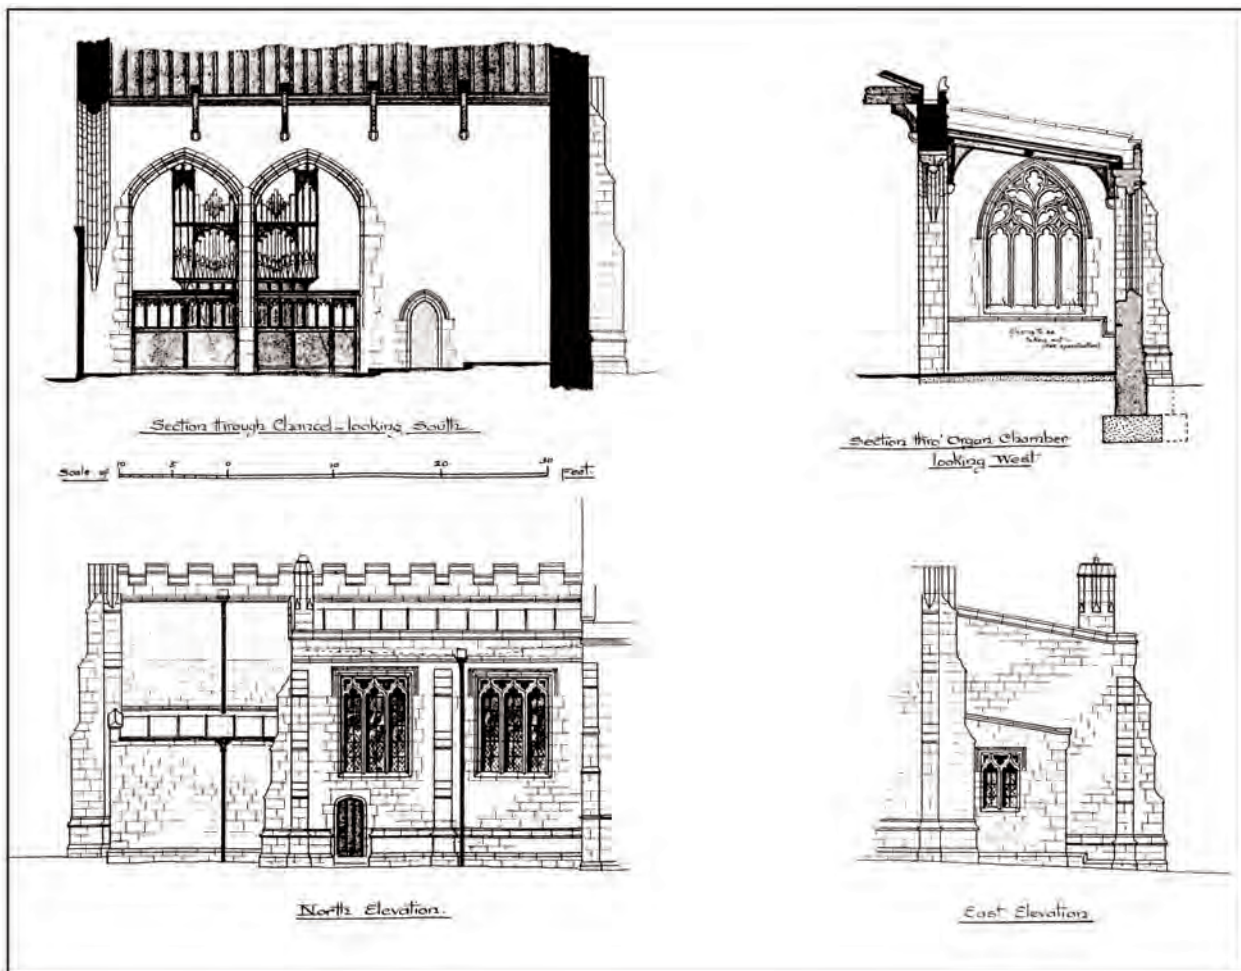 Section through Chancel - looking South
Section thro' Organ Chamber
looking West
Scale of 10 5 0 10 20 30 Feet.
North Elevation.
East Elevation